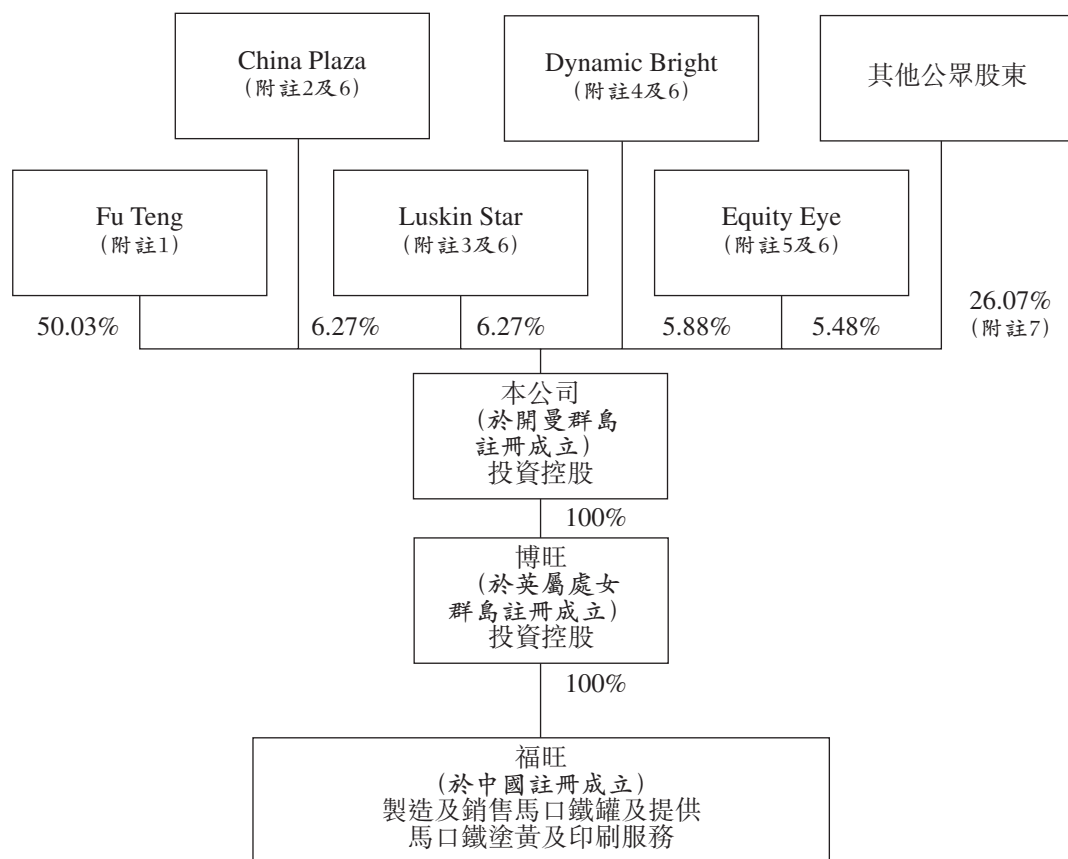 China Plaza
(附註2及6)
Dynamic Bright
(附註4及6)
其他公眾股東
Fu Teng
(附註1)
Luskin Star
(附註3及6)
Equity Eye
(附註5及6)
50.03%
6.27%
6.27%
5.88%
5.48%
26.07%
(附註7)
本公司
(於開曼群島
註冊成立)
投資控股
100%
博旺
(於英屬處女
群島註冊成立)
投資控股
100%
福旺
(於中國註冊成立)
製造及銷售馬口鐵罐及提供
馬口鐵塗黃及印刷服務